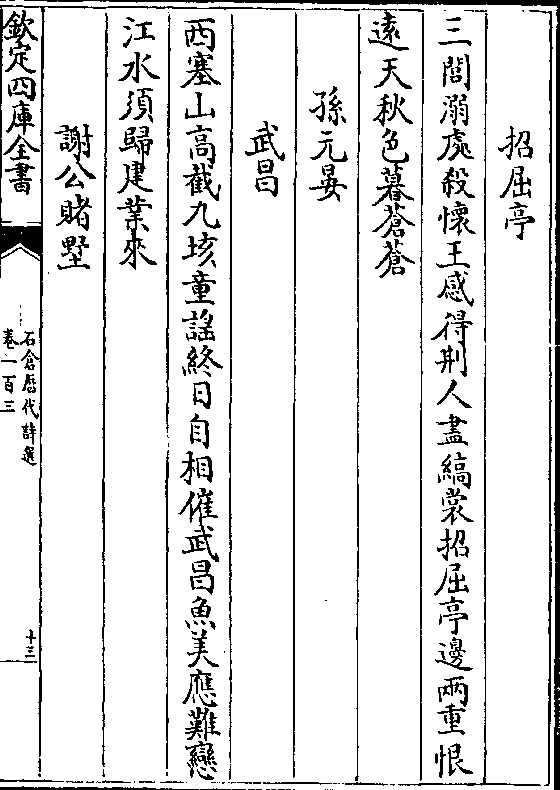 招屈亭
三閭溺處殺懷王感得荆人盡縞裳招屈亭邊兩重恨
遠天秋色暮蒼蒼
孫元晏
武昌
西塞山高截九垓童謡終日自相催武昌魚美應難戀
江水須歸建業來
謝公賭墅
欽定四庫全書
石倉厯代詩選
卷一百三
十三